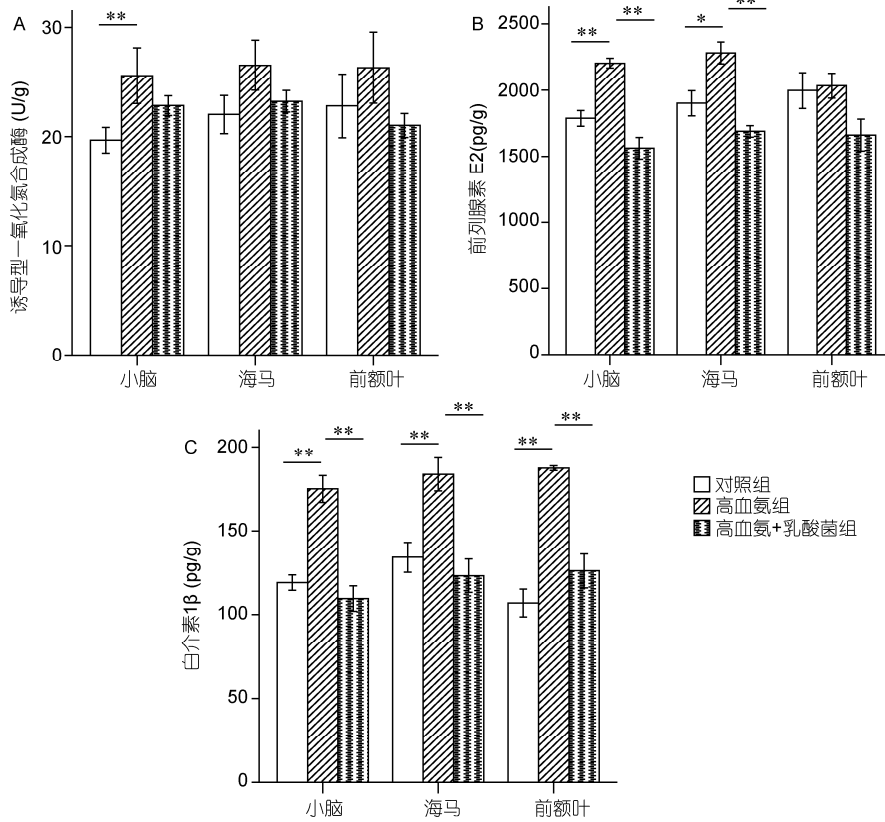 A
30
20
10
0
诱导型一氧化氮合成酶 (U/g)
**
小脑
海马
前额叶
B
2500
2000
1500
1000
500
0
前列腺素 E2(pg/g)
**
**
*
**
小脑
海马
前额叶
C
200
150
100
50
0
白介素1β (pg/g)
**
**
**
**
**
**
小脑
海马
前额叶
对照组
高血氨组
高血氨+乳酸菌组